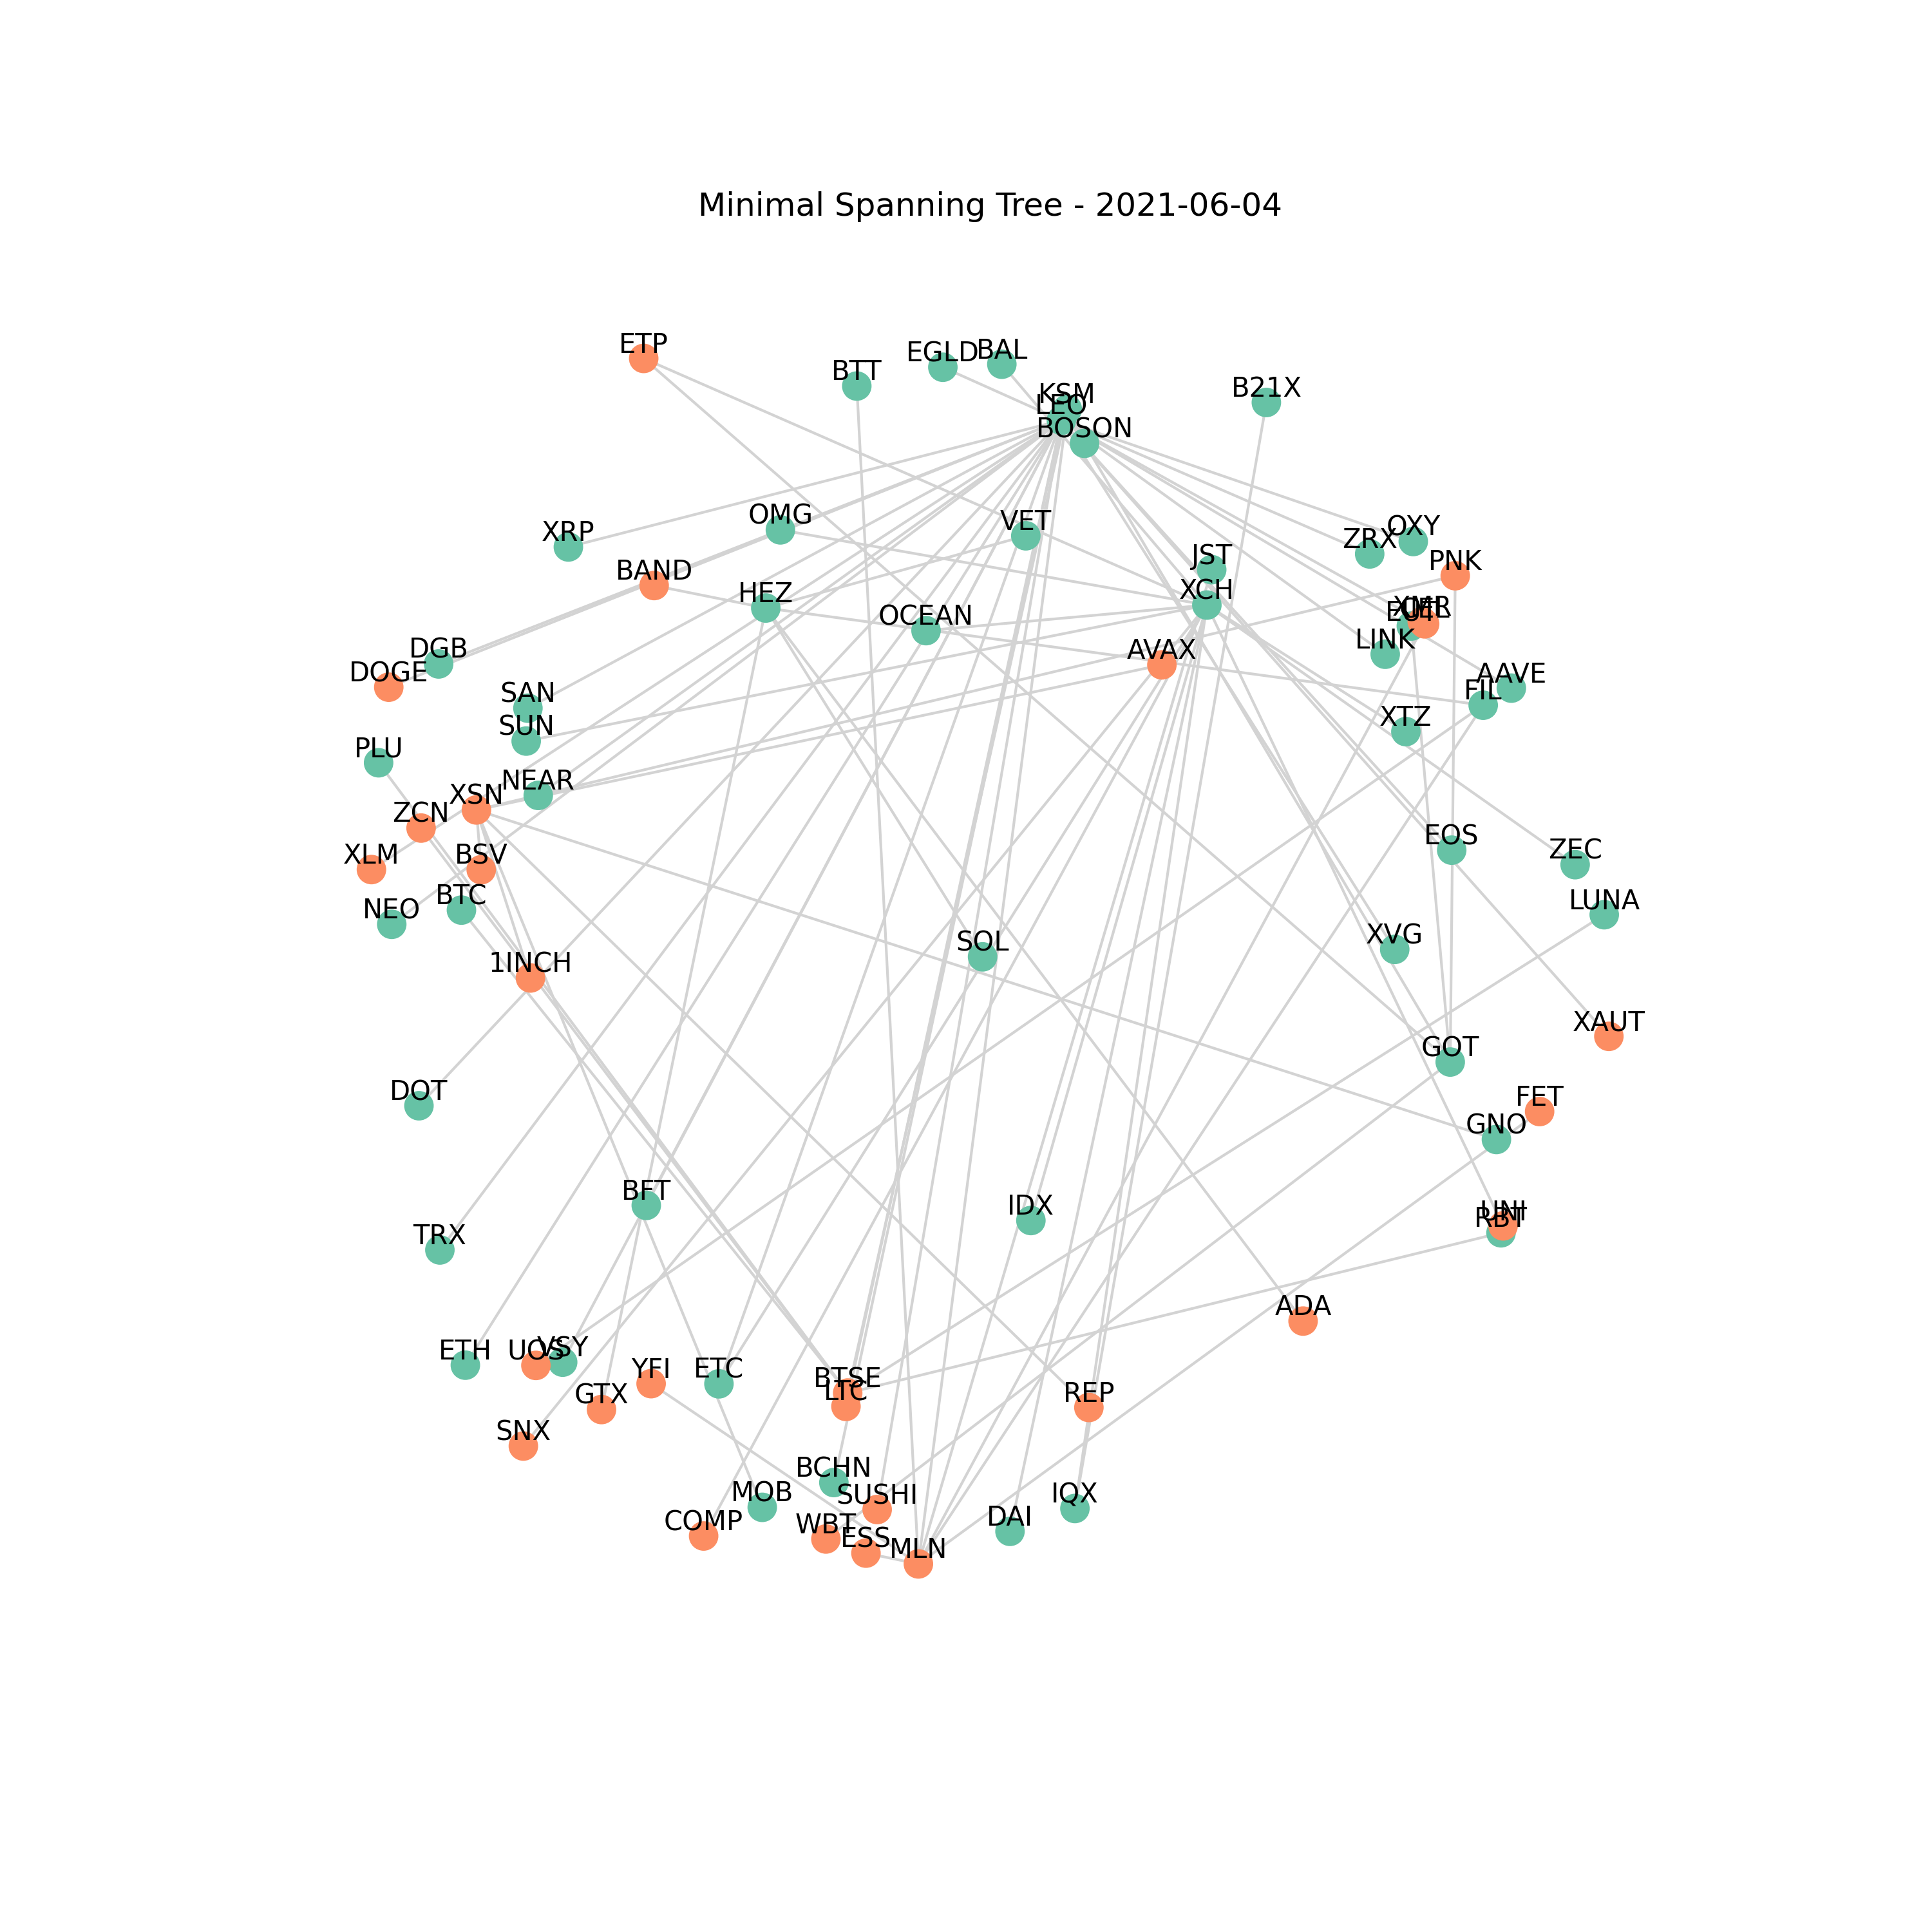 Minimal Spanning Tree - 2021-06-04
ETP
BTT
EGLD
BAL
KSM
LEO
BOSON
B21X
XRP
OMG
VET
ZRX
OXY
BAND
HEZ
JST
PNK
XCH
OCEAN
XMR
LINK
DGB
DOGE
AVAX
AAVE
FIL
SAN
SUN
XTZ
PLU
XSN
NEAR
ZCN
XLM
BSV
EOS
ZEC
NEO
BTC
LUNA
1INCH
SOL
XVG
XAUT
GOT
DOT
FET
GNO
BFT
IDX
UNI
RBT
TRX
ADA
ETH
UOS
VSY
YFI
ETC
BTSE
LTC
GTX
REP
SNX
BCHN
MOB
SUSHI
IQX
COMP
WBT
ESS
MLN
DAI